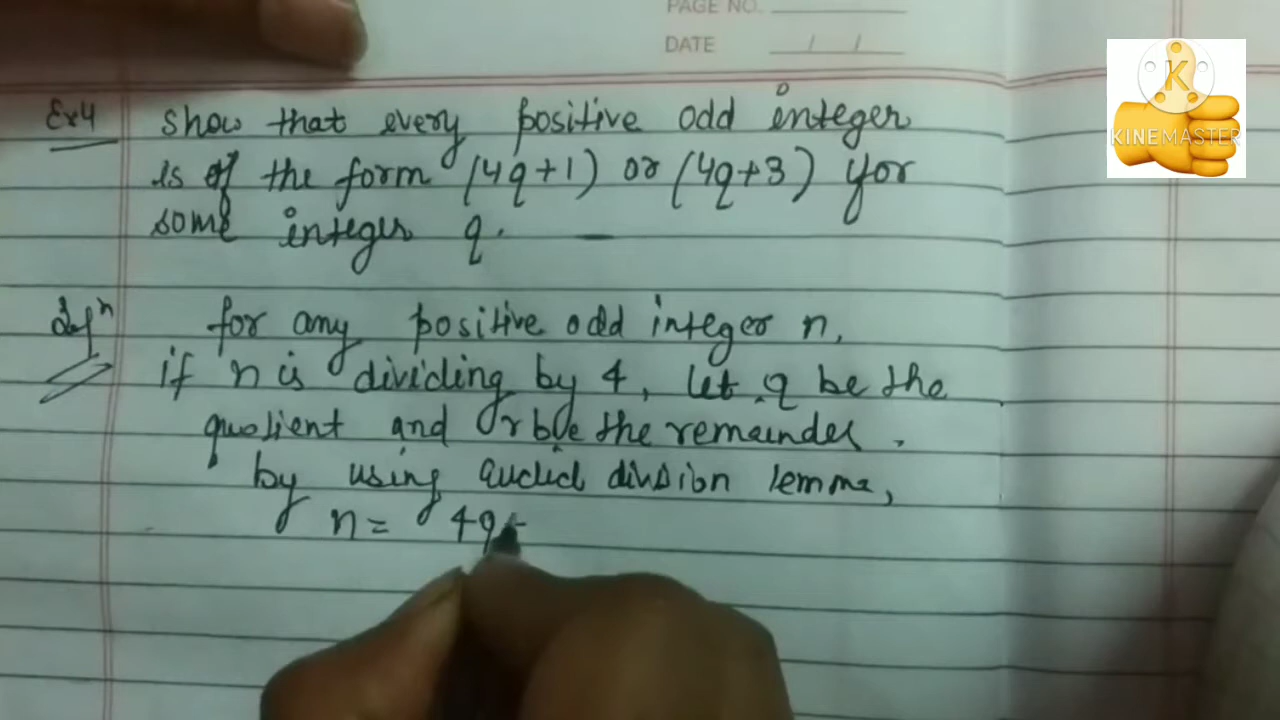 PAGE NO.
DATE / /
KINEMASTER
Ex4 show that every positive odd integer
is of the form (4q+1) or (4q+3) for
some integer q.
Solⁿ for any positive odd integer n,
if n is dividing by 4, let q be the
quotient and r be the remainder.
by using euclid division lemma,
n = 4q+